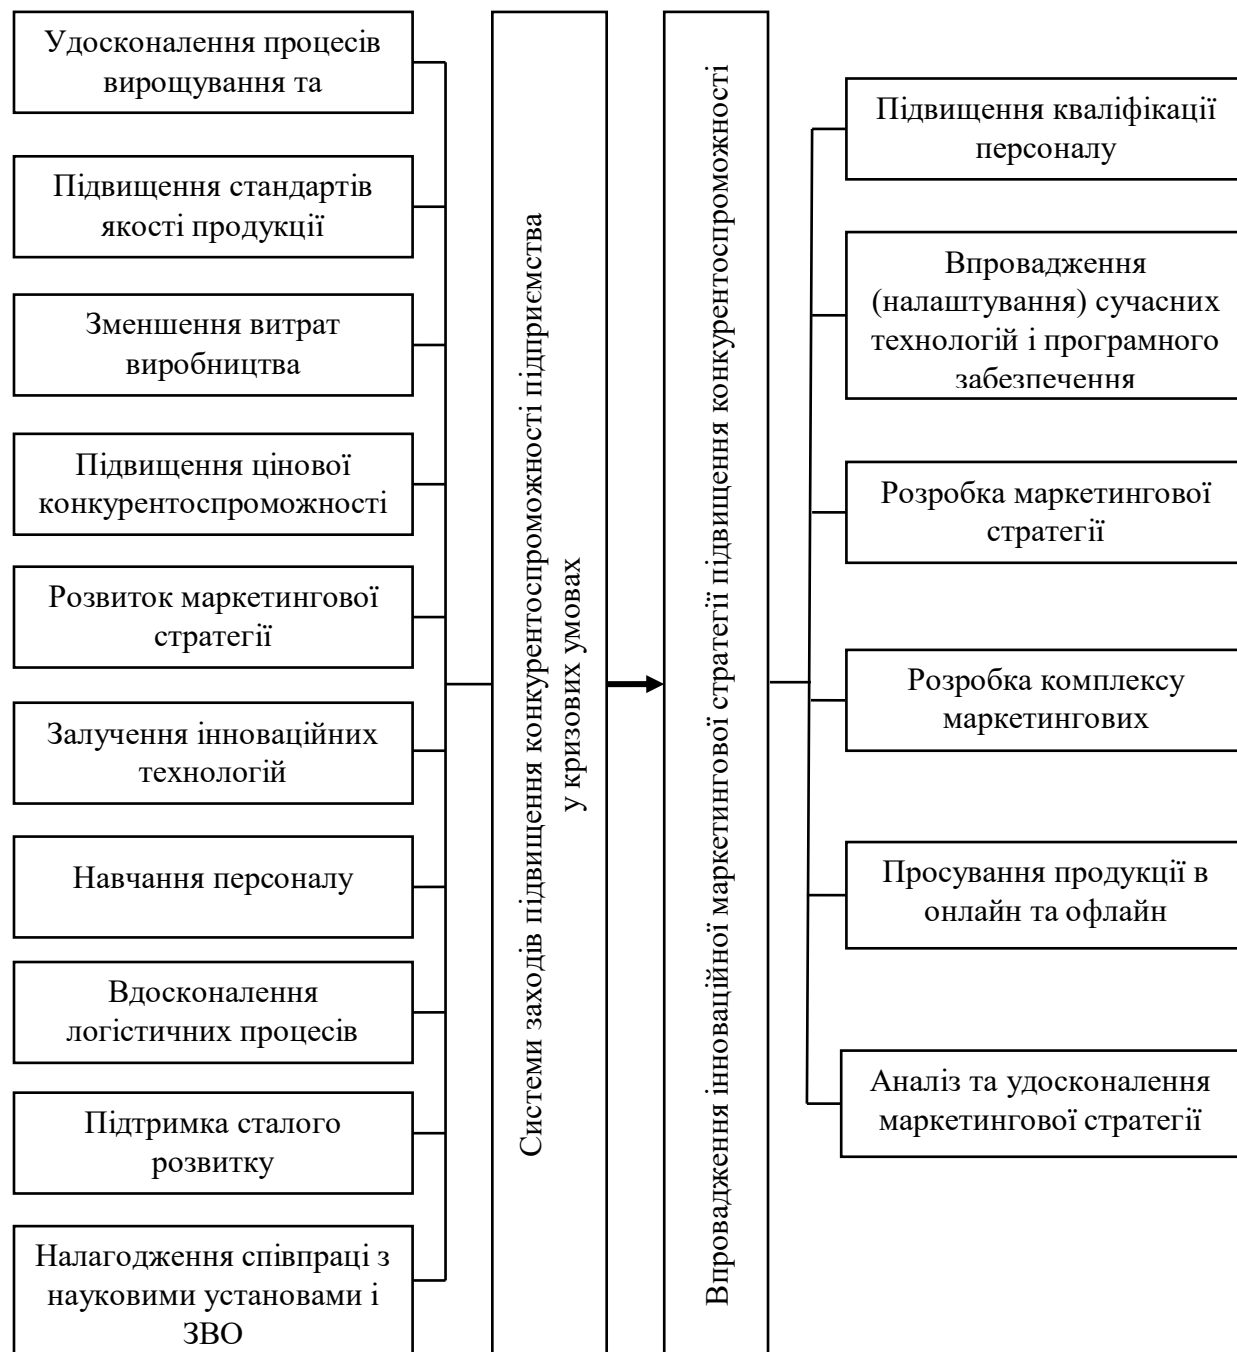 Удосконалення процесів
вирощування та
Підвищення стандартів
якості продукції
Зменшення витрат
виробництва
Підвищення цінової
конкурентоспроможності
Розвиток маркетингової
стратегії
Залучення інноваційних
технологій
Навчання персоналу
Вдосконалення
логістичних процесів
Підтримка сталого
розвитку
Налагодження співпраці з
науковими установами і
ЗВО
Системи заходів підвищення конкурентоспроможності підприємства
у кризових умовах
Впровадження інноваційної маркетингової стратегії підвищення конкурентоспроможності
Підвищення кваліфікації
персоналу
Впровадження
(налаштування) сучасних
технологій і програмного
забезпечення
Розробка маркетингової
стратегії
Розробка комплексу
маркетингових
Просування продукції в
онлайн та офлайн
Аналіз та удосконалення
маркетингової стратегії